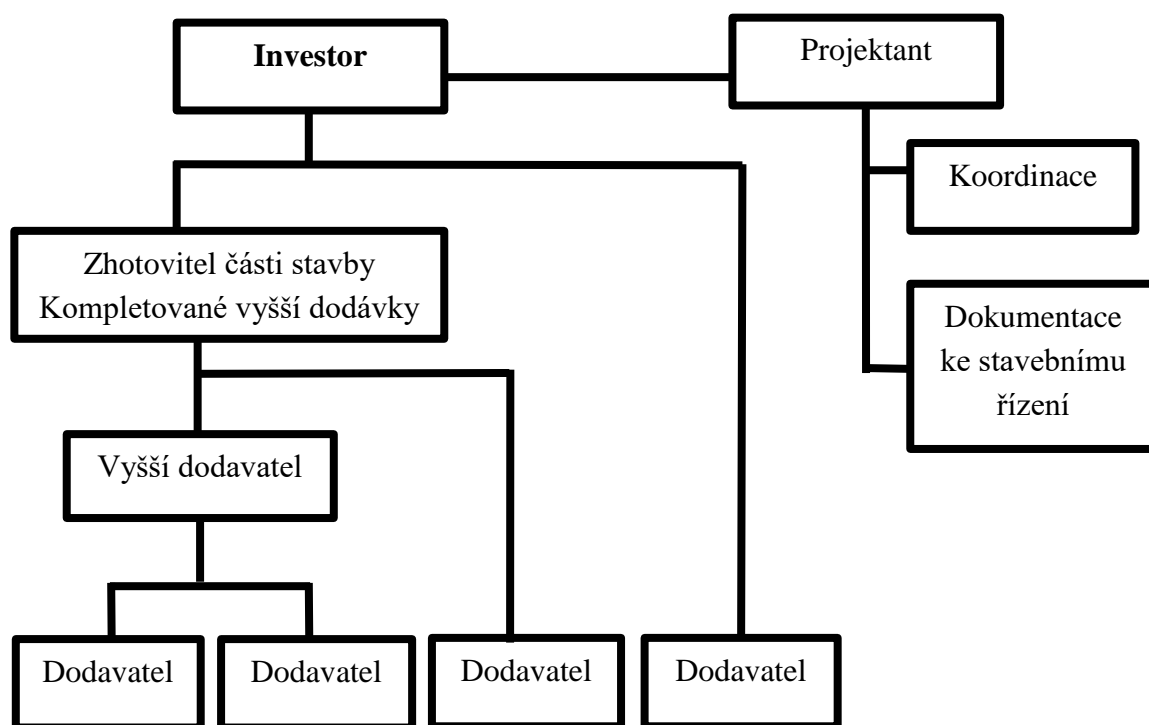 Investor
Projektant
Koordinace
Zhotovitel části stavby
Kompletované vyšší dodávky
Dokumentace
ke stavebnímu
řízení
Vyšší dodavatel
Dodavatel
Dodavatel
Dodavatel
Dodavatel